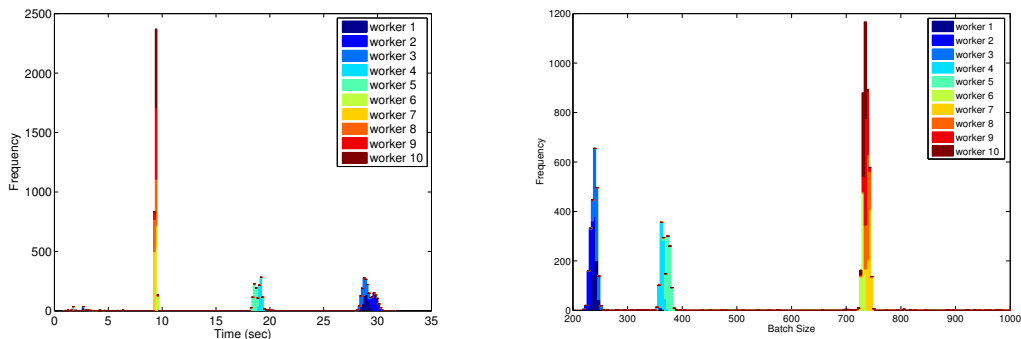 2500
2000
1500
1000
500
0
Frequency
0 5 10 15 20 25 30 35
Time (sec)
worker 1
worker 2
worker 3
worker 4
worker 5
worker 6
worker 7
worker 8
worker 9
worker 10
1200
1000
800
600
400
200
0
Frequency
200 300 400 500 600 700 800 900 1000
Batch Size
worker 1
worker 2
worker 3
worker 4
worker 5
worker 6
worker 7
worker 8
worker 9
worker 10